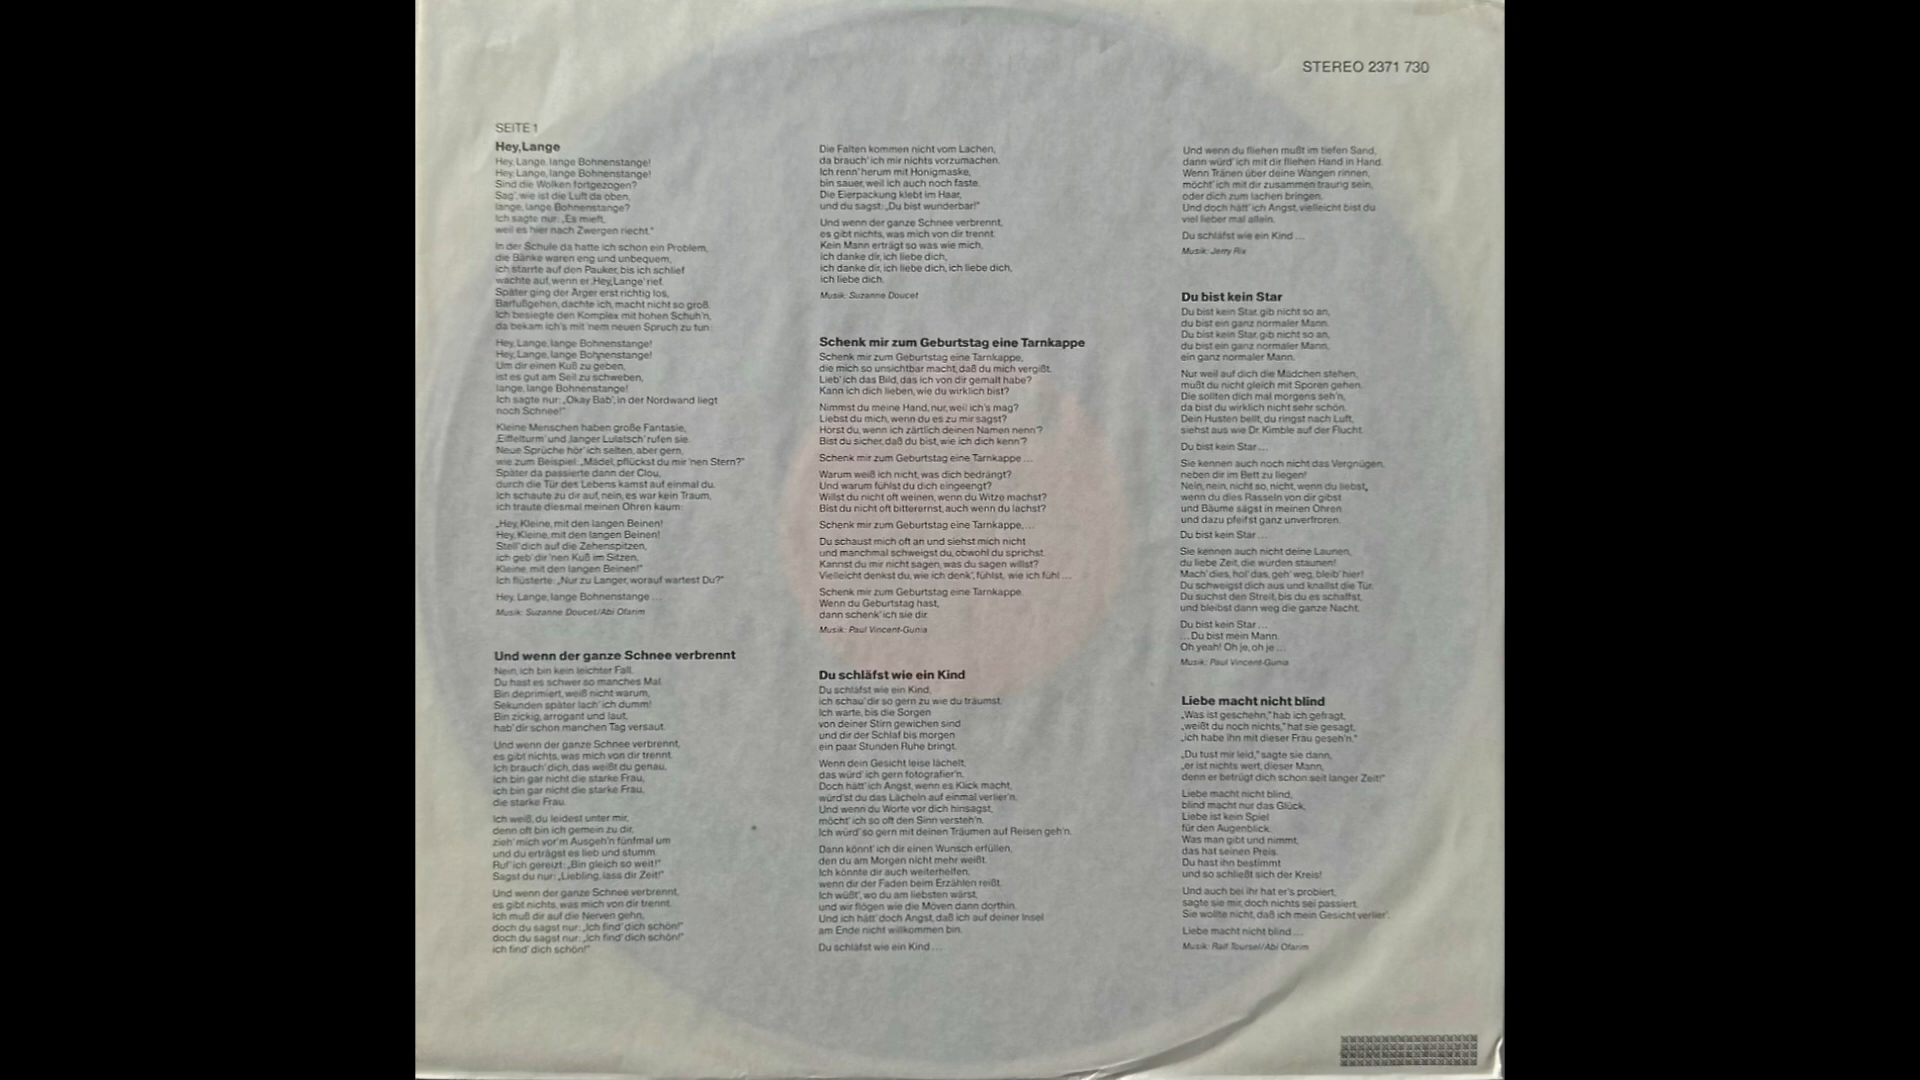 STEREO 2371 730
SEITE 1
Hey, Lange
Hey, Lange, lange Bohnenstange!
Hey, Lange, lange Bohnenstange!
Sind die Wolken fortgezogen?
Sag', wie ist die Luft da oben,
lange, lange Bohnenstange?
Ich sagte nur: „Es mieft,
weil es hier nach Zwergen riecht."
In der Schule da hatte ich schon ein Problem,
die Bänke waren eng und unbequem,
ich starrte auf den Pauker, bis ich schlief
wachte auf, wenn er ‚Hey, Lange' rief.
Später ging der Ärger erst richtig los,
Barfußgehen, dachte ich, macht nicht so groß.
Ich besiegte den Komplex mit hohen Schuh'n,
da bekam ich's mit 'nem neuen Spruch zu tun:
Hey, Lange, lange Bohnenstange!
Hey, Lange, lange Bohnenstange!
Um dir einen Kuß zu geben,
ist es gut am Seil zu schweben,
lange, lange Bohnenstange!
Ich sagte nur: „Okay Bab', in der Nordwand liegt
noch Schnee!"
Kleine Menschen haben große Fantasie,
‚Eiffelturm' und ‚langer Lulatsch' rufen sie.
Neue Sprüche hör' ich selten, aber gern,
wie zum Beispiel: „Mädel, pflückst du mir 'nen Stern?"
Später da passierte dann der Clou,
durch die Tür des Lebens kamst auf einmal du.
Ich schaute zu dir auf, nein, es war kein Traum,
ich traute diesmal meinen Ohren kaum:
„Hey, Kleine, mit den langen Beinen!
Hey, Kleine, mit den langen Beinen!
Stell' dich auf die Zehenspitzen,
ich geb' dir 'nen Kuß im Sitzen,
Kleine, mit den langen Beinen!"
Ich flüsterte: „Nur zu Langer, worauf wartest Du?"
Hey, Lange, lange Bohnenstange ...
Musik: Suzanne Doucet/Abi Ofarim
Und wenn der ganze Schnee verbrennt
Nein, ich bin kein leichter Fall.
Du hast es schwer so manches Mal.
Bin deprimiert, weiß nicht warum,
Sekunden später lach' ich dumm!
Bin zickig, arrogant und laut,
hab' dir schon manchen Tag versaut.
Und wenn der ganze Schnee verbrennt,
es gibt nichts, was mich von dir trennt.
Ich brauch' dich, das weißt du genau,
ich bin gar nicht die starke Frau,
ich bin gar nicht die starke Frau,
die starke Frau.
Ich weiß, du leidest unter mir,
denn oft bin ich gemein zu dir,
zieh' mich vor'm Ausgeh'n fünfmal um
und du erträgst es lieb und stumm.
Ruf' ich gereizt: „Bin gleich so weit!"
Sagst du nur: „Liebling, lass dir Zeit!"
Und wenn der ganze Schnee verbrennt,
es gibt nichts, was mich von dir trennt.
Ich muß dir auf die Nerven gehn,
doch du sagst nur: „Ich find' dich schön!"
doch du sagst nur: „Ich find' dich schön!"
ich find' dich schön!"
Die Falten kommen nicht vom Lachen,
da brauch' ich mir nichts vorzumachen.
Ich renn' herum mit Honigmaske,
bin sauer, weil ich auch noch faste.
Die Eierpackung klebt im Haar,
und du sagst: „Du bist wunderbar!"
Und wenn der ganze Schnee verbrennt,
es gibt nichts, was mich von dir trennt.
Kein Mann erträgt so was wie mich,
ich danke dir, ich liebe dich,
ich danke dir, ich liebe dich, ich liebe dich,
ich liebe dich.
Musik: Suzanne Doucet
Schenk mir zum Geburtstag eine Tarnkappe
Schenk mir zum Geburtstag eine Tarnkappe,
die mich so unsichtbar macht, daß du mich vergißt.
Lieb' ich das Bild, das ich von dir gemalt habe?
Kann ich dich lieben, wie du wirklich bist?
Nimmst du meine Hand, nur, weil ich's mag?
Liebst du mich, wenn du es zu mir sagst?
Hörst du, wenn ich zärtlich deinen Namen nenn'?
Bist du sicher, daß du bist, wie ich dich kenn'?
Schenk mir zum Geburtstag eine Tarnkappe ...
Warum weiß ich nicht, was dich bedrängt?
Und warum fühlst du dich eingeengt?
Willst du nicht oft weinen, wenn du Witze machst?
Bist du nicht oft bitterernst, auch wenn du lachst?
Schenk mir zum Geburtstag eine Tarnkappe, ...
Du schaust mich oft an und siehst mich nicht
und manchmal schweigst du, obwohl du sprichst.
Kannst du mir nicht sagen, was du sagen willst?
Vielleicht denkst du, wie ich denk', fühlst, wie ich fühl ...
Schenk mir zum Geburtstag eine Tarnkappe.
Wenn du Geburtstag hast,
dann schenk' ich sie dir.
Musik: Paul Vincent-Gunia
Du schläfst wie ein Kind
Du schläfst wie ein Kind,
ich schau' dir so gern zu wie du träumst.
Ich warte, bis die Sorgen
von deiner Stirn gewichen sind
und dir der Schlaf bis morgen
ein paar Stunden Ruhe bringt.
Wenn dein Gesicht leise lächelt,
das würd' ich gern fotografier'n.
Doch hätt' ich Angst, wenn es Klick macht,
würd'st du das Lächeln auf einmal verlier'n.
Und wenn du Worte vor dich hinsagst,
möcht' ich so oft den Sinn versteh'n.
Ich würd' so gern mit deinen Träumen auf Reisen geh'n.
Dann könnt' ich dir einen Wunsch erfüllen,
den du am Morgen nicht mehr weißt.
Ich könnte dir auch weiterhelfen,
wenn dir der Faden beim Erzählen reißt.
Ich wüßt', wo du am liebsten wärst,
und wir flögen wie die Möven dann dorthin.
Und ich hätt' doch Angst, daß ich auf deiner Insel
am Ende nicht willkommen bin.
Du schläfst wie ein Kind ...
Und wenn du fliehen mußt im tiefen Sand,
dann würd' ich mit dir fliehen Hand in Hand.
Wenn Tränen über deine Wangen rinnen,
möcht' ich mit dir zusammen traurig sein,
oder dich zum lachen bringen.
Und doch hätt' ich Angst, vielleicht bist du
viel lieber mal allein.
Du schläfst wie ein Kind ...
Musik: Jerry Rix
Du bist kein Star
Du bist kein Star, gib nicht so an,
du bist ein ganz normaler Mann.
Du bist kein Star, gib nicht so an,
du bist ein ganz normaler Mann,
ein ganz normaler Mann.
Nur weil auf dich die Mädchen stehen,
mußt du nicht gleich mit Sporen gehen.
Die sollten dich mal morgens seh'n,
da bist du wirklich nicht sehr schön.
Dein Husten bellt, du ringst nach Luft,
siehst aus wie Dr. Kimble auf der Flucht.
Du bist kein Star ...
Sie kennen auch noch nicht das Vergnügen,
neben dir im Bett zu liegen!
Nein, nein, nicht so, nicht, wenn du liebst,
wenn du dies Rasseln von dir gibst
und Bäume sägst in meinen Ohren
und dazu pfeifst ganz unverfroren.
Du bist kein Star ...
Sie kennen auch nicht deine Launen,
du liebe Zeit, die würden staunen!
Mach' dies, hol' das, geh' weg, bleib' hier!
Du schweigst dich aus und knallst die Tür.
Du suchst den Streit, bis du es schaffst,
und bleibst dann weg die ganze Nacht.
Du bist kein Star ...
... Du bist mein Mann.
Oh yeah! Oh je, oh je ...
Musik: Paul Vincent-Gunia
Liebe macht nicht blind
„Was ist geschehn," hab ich gefragt,
„weißt du noch nichts," hat sie gesagt,
„ich habe ihn mit dieser Frau geseh'n."
„Du tust mir leid," sagte sie dann,
„er ist nichts wert, dieser Mann,
denn er betrügt dich schon seit langer Zeit!"
Liebe macht nicht blind,
blind macht nur das Glück,
Liebe ist kein Spiel
für den Augenblick.
Was man gibt und nimmt,
das hat seinen Preis.
Du hast ihn bestimmt
und so schließt sich der Kreis!
Und auch bei ihr hat er's probiert,
sagte sie mir, doch nichts sei passiert.
Sie wollte nicht, daß ich mein Gesicht verlier'.
Liebe macht nicht blind ...
Musik: Ralf Toursel/Abi Ofarim